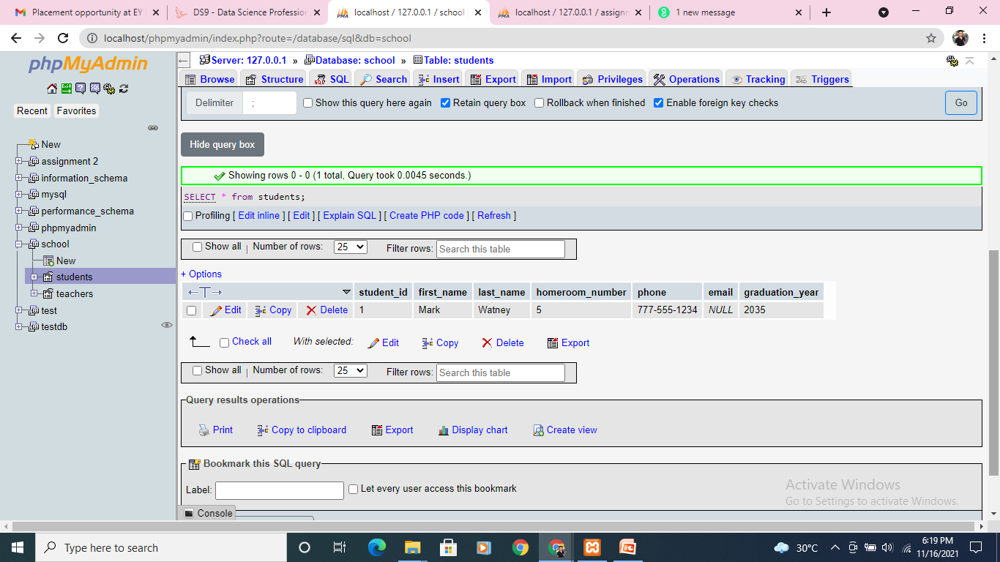 Placement opportunity at EY
DS9 - Data Science Professio
localhost / 127.0.0.1 / school
localhost / 127.0.0.1 / assign
1 new message
localhost/phpmyadmin/index.php?route=/database/sql&db=school
phpMyAdmin
Recent Favorites
New
assignment 2
information_schema
mysql
performance_schema
phpmyadmin
school
New
students
teachers
test
testdb
Server: 127.0.0.1 » Database: school » Table: students
Browse Structure SQL Search Insert Export Import Privileges Operations Tracking Triggers
Delimiter ; Show this query here again Retain query box Rollback when finished Enable foreign key checks Go
Hide query box
Showing rows 0 - 0 (1 total, Query took 0.0045 seconds.)
SELECT * from students;
Profiling [ Edit inline ] [ Edit ] [ Explain SQL ] [ Create PHP code ] [ Refresh ]
Show all | Number of rows: 25 Filter rows: Search this table
+ Options
←T→ student_id first_name last_name homeroom_number phone email graduation_year
Edit Copy Delete 1 Mark Watney 5 777-555-1234 NULL 2035
Check all With selected: Edit Copy Delete Export
Show all | Number of rows: 25 Filter rows: Search this table
Query results operations
Print Copy to clipboard Export Display chart Create view
Bookmark this SQL query
Label: Let every user access this bookmark
Activate Windows
Go to Settings to activate Windows.
Console
Type here to search
30°C
6:19 PM
11/16/2021